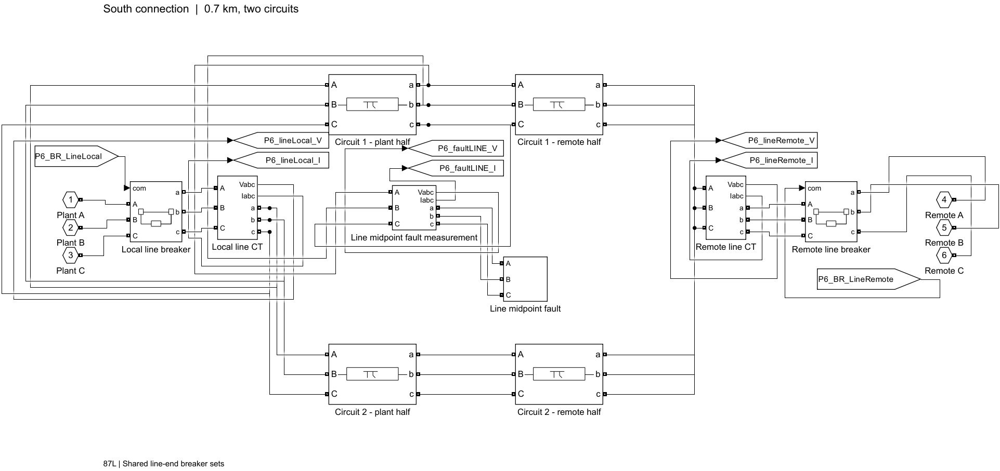 South connection | 0.7 km, two circuits
A
B
C
a
b
c
Circuit 1 - plant half
A
B
C
a
b
c
Circuit 1 - remote half
P6_lineLocal_V
P6_lineLocal_I
P6_BR_LineLocal
P6_faultLINE_V
P6_faultLINE_I
P6_lineRemote_V
P6_lineRemote_I
1
Plant A
2
Plant B
3
Plant C
com
A
B
C
a
b
c
Local line breaker
A
B
C
Vabc
Iabc
a
b
c
Local line CT
A
B
C
Vabc
Iabc
a
b
c
Line midpoint fault measurement
A
B
C
Line midpoint fault
A
B
C
Vabc
Iabc
a
b
c
Remote line CT
com
A
B
C
a
b
c
Remote line breaker
4
Remote A
5
Remote B
6
Remote C
P6_BR_LineRemote
A
B
C
a
b
c
Circuit 2 - plant half
A
B
C
a
b
c
Circuit 2 - remote half
87L | Shared line-end breaker sets